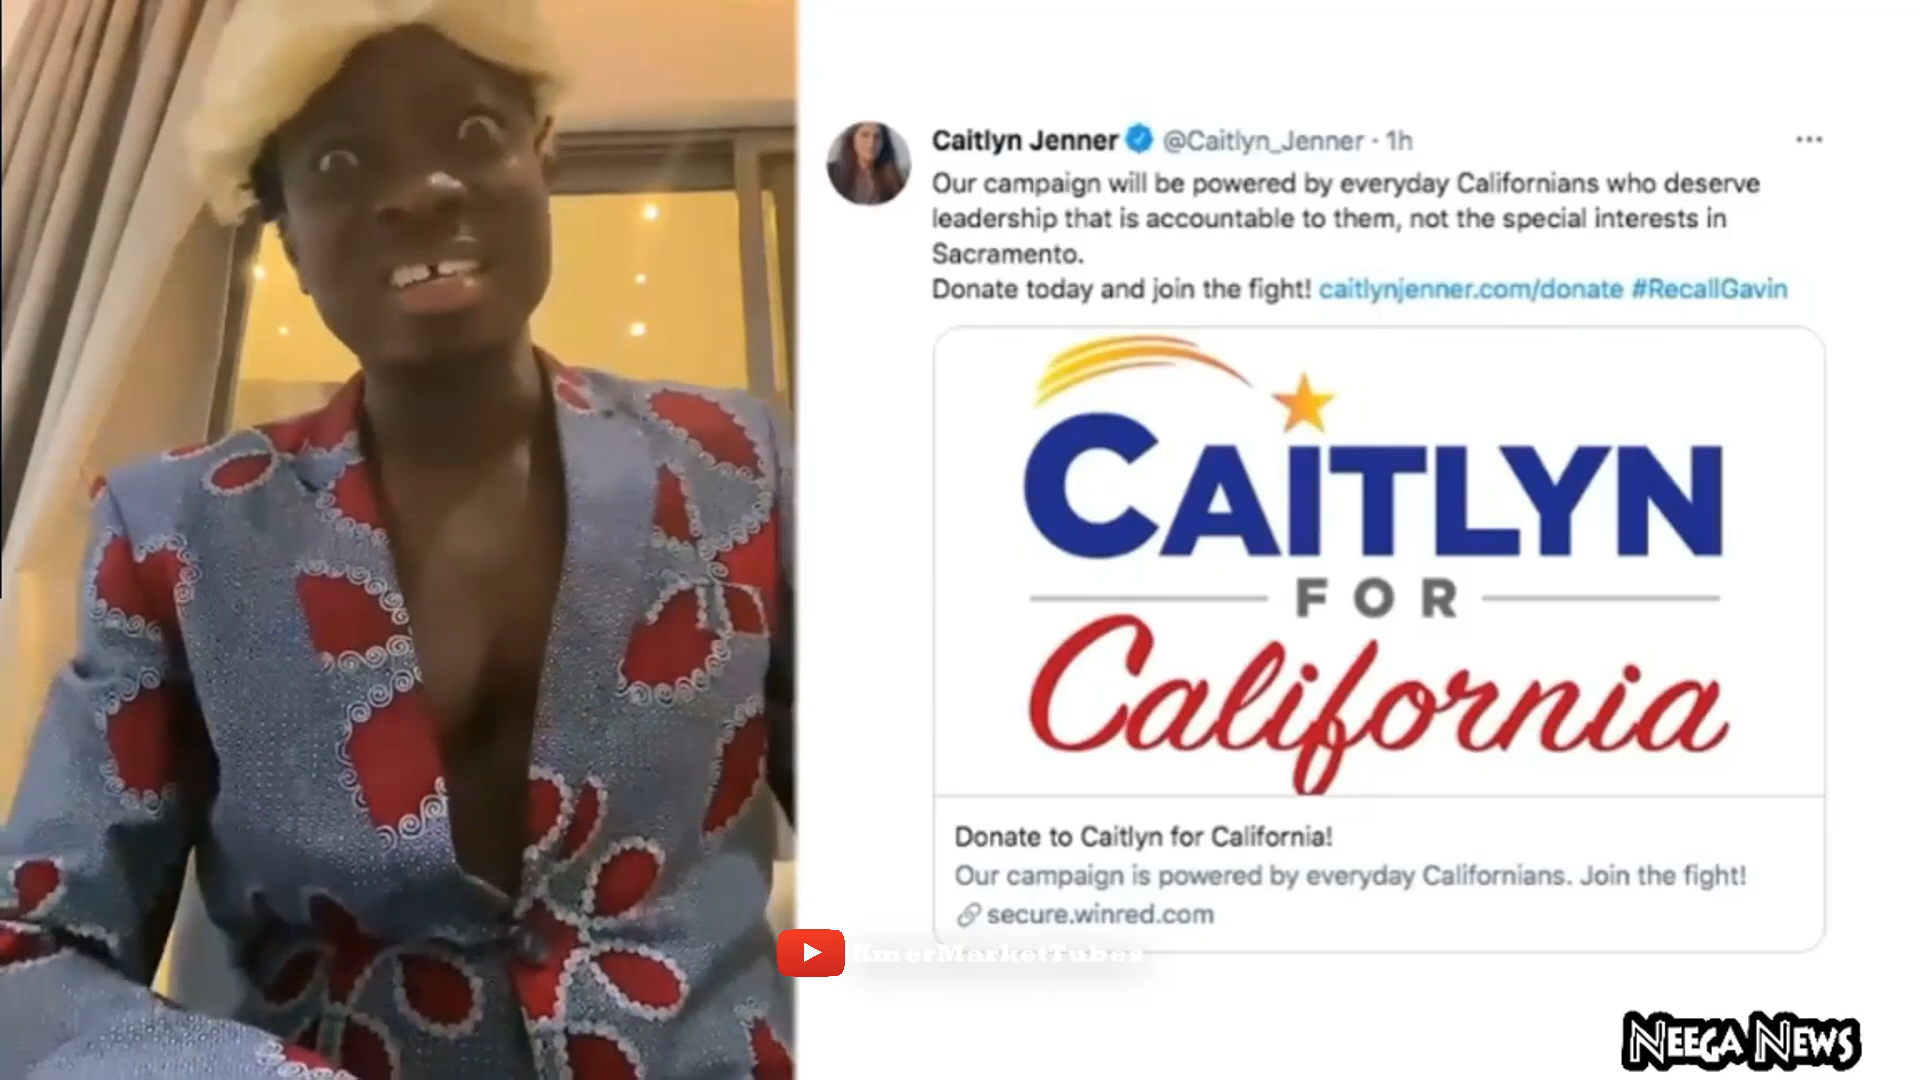 Caitlyn Jenner @Caitlyn_Jenner · 1h
Our campaign will be powered by everyday Californians who deserve
leadership that is accountable to them, not the special interests in
Sacramento.
Donate today and join the fight! caitlynjenner.com/donate #RecallGavin
CAITLYN
FOR
California
Donate to Caitlyn for California!
Our campaign is powered by everyday Californians. Join the fight!
secure.winred.com
KmerMarketTubes
NEEGA NEWS